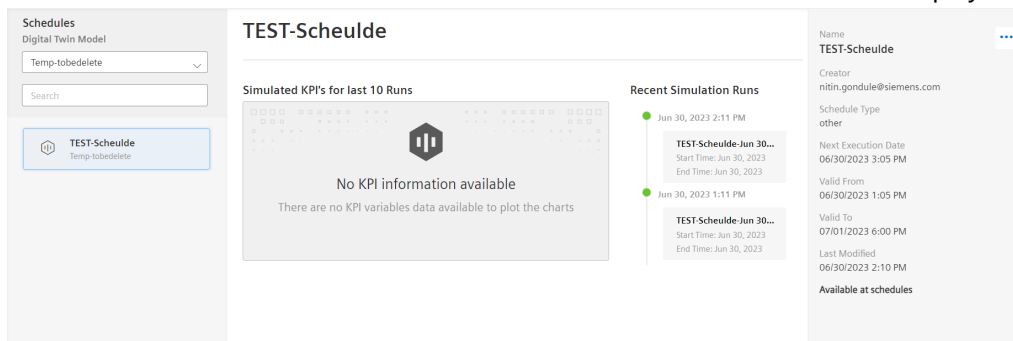 Schedules
Digital Twin Model
Temp-tobedelete
Search
TEST-Scheulde
Temp-tobedelete
TEST-Scheulde
Simulated KPI's for last 10 Runs
No KPI information available
There are no KPI variables data available to plot the charts
Recent Simulation Runs
Jun 30, 2023 2:11 PM
TEST-Scheulde-Jun 30...
Start Time: Jun 30, 2023
End Time: Jun 30, 2023
Jun 30, 2023 1:11 PM
TEST-Scheulde-Jun 30...
Start Time: Jun 30, 2023
End Time: Jun 30, 2023
Name
TEST-Scheulde
Creator
nitin.gondule@siemens.com
Schedule Type
other
Next Execution Date
06/30/2023 3:05 PM
Valid From
06/30/2023 1:05 PM
Valid To
07/01/2023 6:00 PM
Last Modified
06/30/2023 2:10 PM
Available at schedules